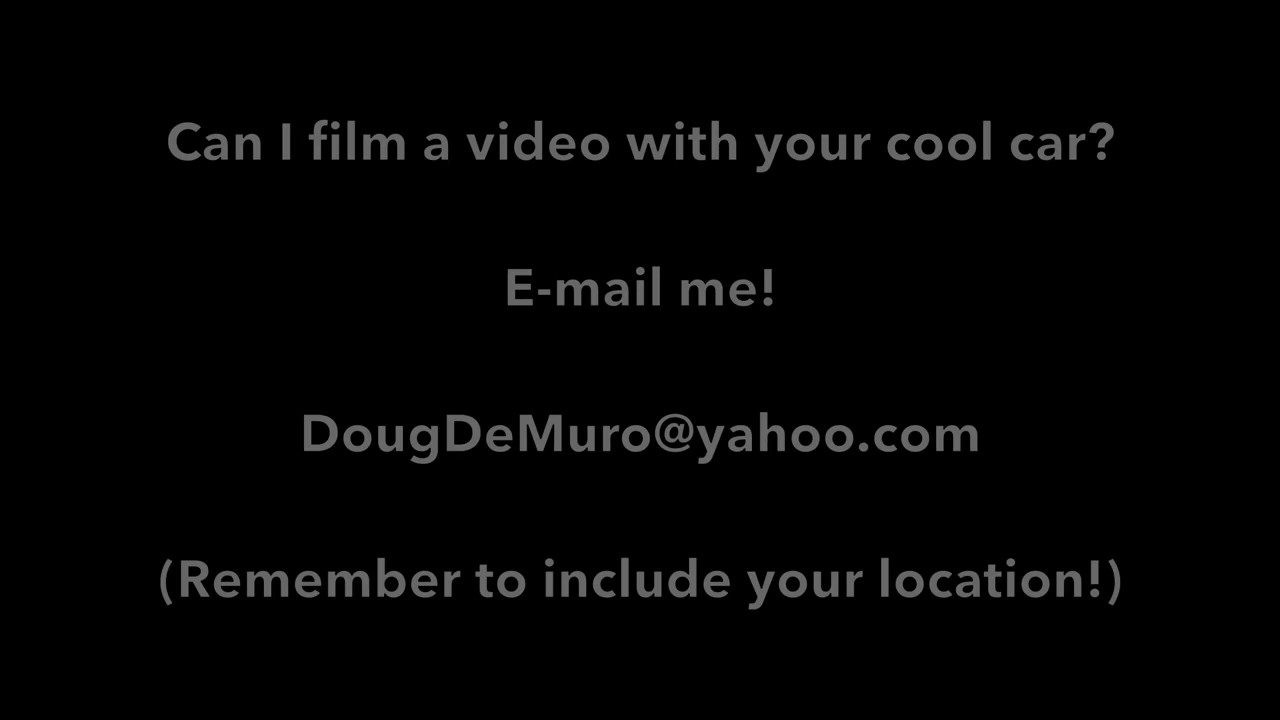 Can I film a video with your cool car?
E-mail me!
DougDeMuro@yahoo.com
(Remember to include your location!)